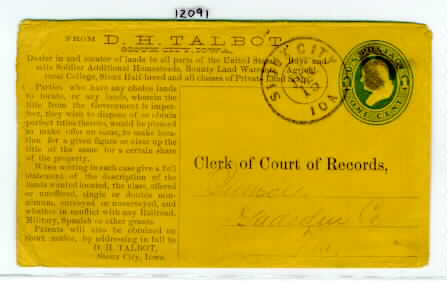 12091
FROM D. H. TALBOT,
SIOUX CITY, IOWA.
Dealer in and locator of lands in all parts of the United States. Buys and
sells Soldier Additional Homesteads, Bounty Land Warrants, Agricul-
tural College, Sioux Half-breed and all classes of Private Land Scrip.
Parties who have any choice lands
to locate, or any lands, wherein the
title from the Government is imper-
fect, they wish to dispose of or obtain
perfect titles thereto, would be pleased
to make offer on same, to make loca-
tion for a given figure or clear up the
title of the same for a certain share
of the property.
When writing in each case give a full
statement of the description of the
lands wanted located, the class, offered
or unoffered, single or double min-
imum, surveyed or unsurveyed, and
whether in conflict with any Railroad,
Military, Spanish or other grants.
Patents will also be obtained on
short notice, by addressing in full to
D. H. TALBOT,
Sioux City, Iowa.
SIOUX CITY
IOWA
U.S. POSTAGE
ONE CENT
Clerk of Court of Records,
Co